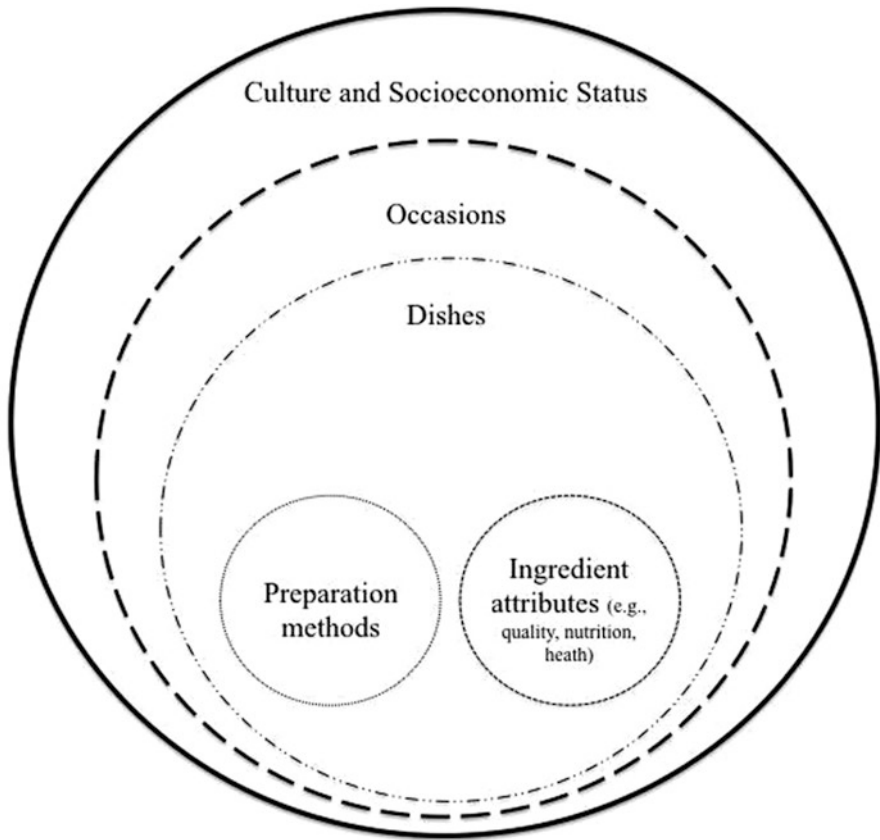 Culture and Socioeconomic Status
Occasions
Dishes
Preparation
methods
Ingredient
attributes (e.g.,
quality, nutrition,
heath)